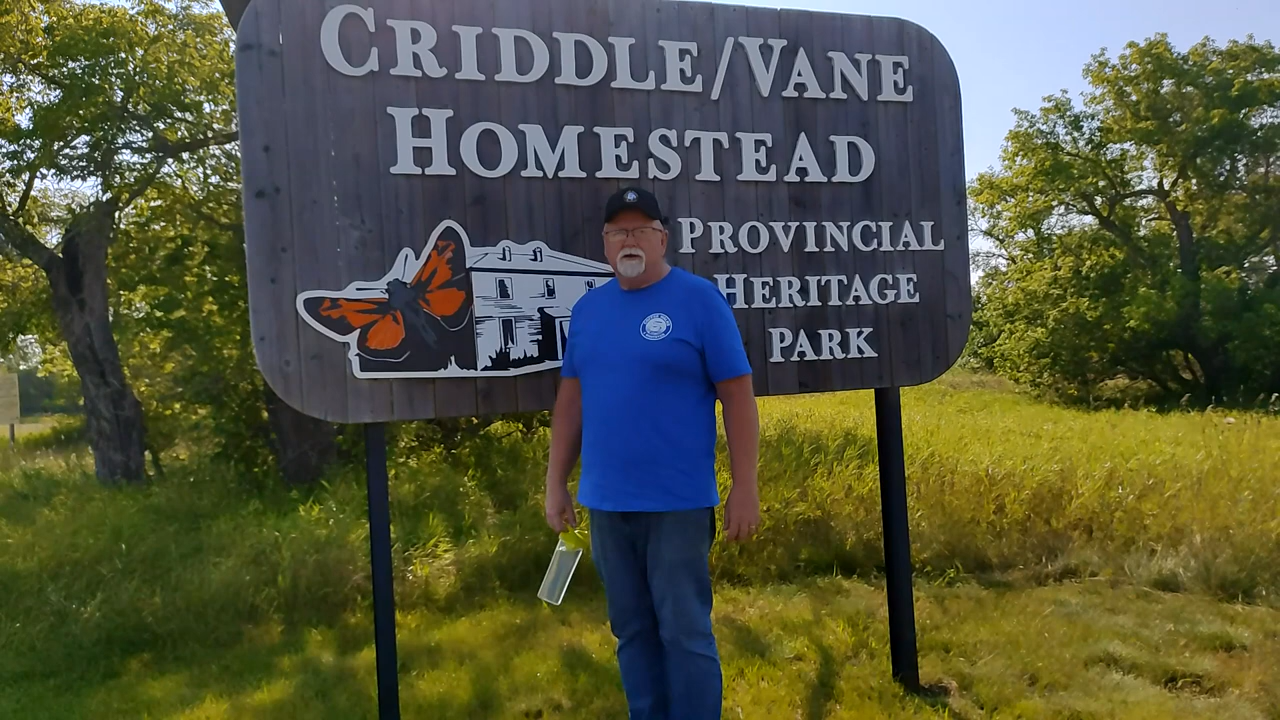 CRIDDLE/VANE
HOMESTEAD
PROVINCIAL
HERITAGE
PARK